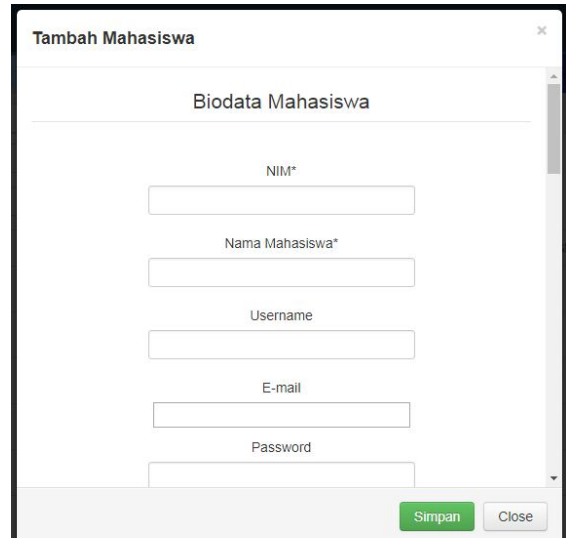 Tambah Mahasiswa
×
Biodata Mahasiswa
NIM*
Nama Mahasiswa*
Username
E-mail
Password
Simpan
Close